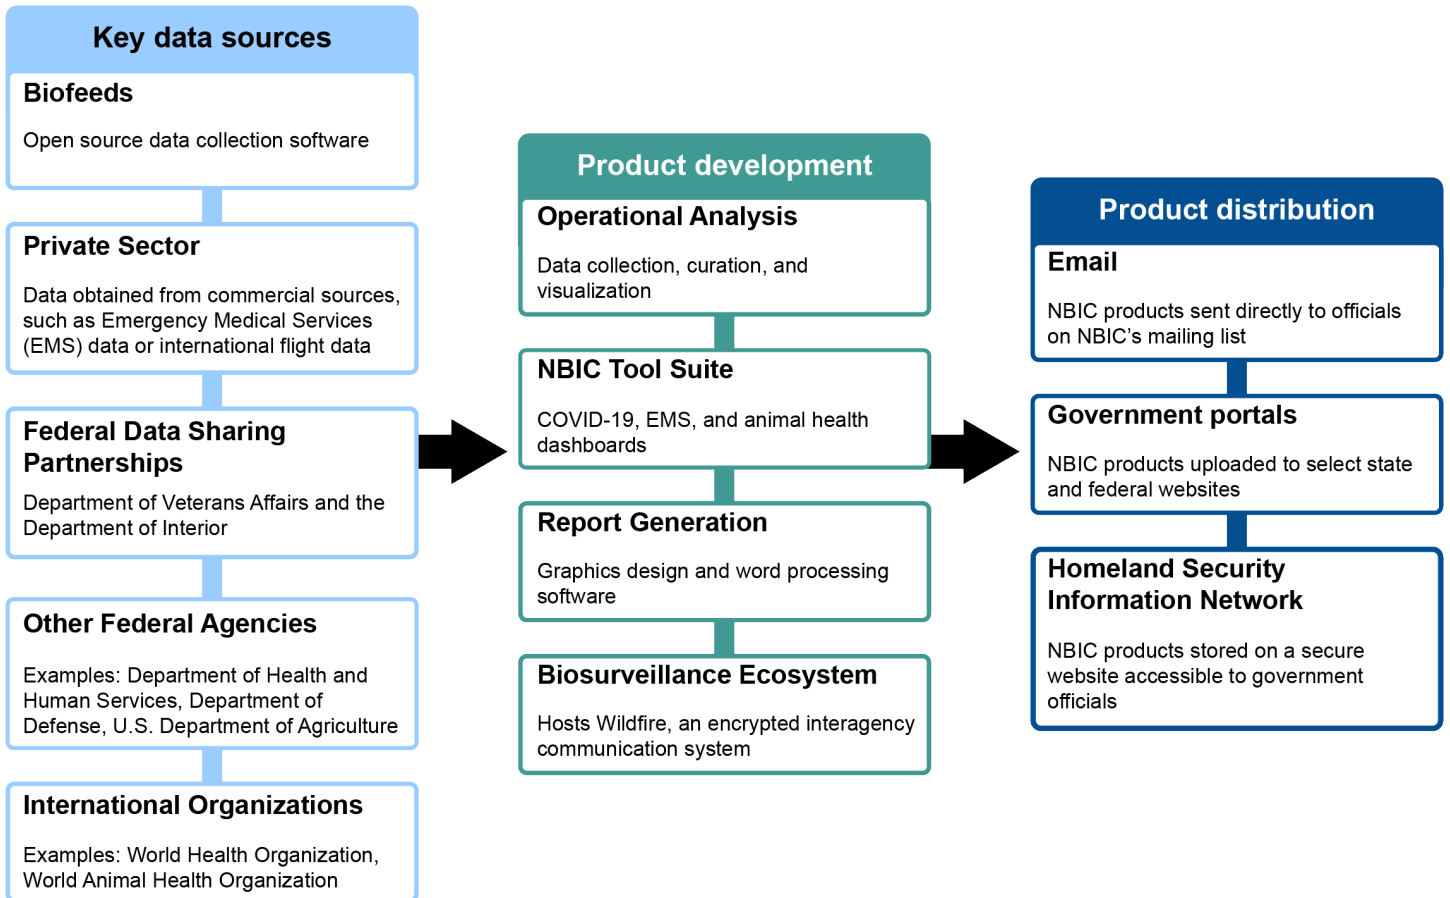 Key data sources
Biofeeds
Open source data collection software
Private Sector
Data obtained from commercial sources,
such as Emergency Medical Services
(EMS) data or international flight data
Federal Data Sharing
Partnerships
Department of Veterans Affairs and the
Department of Interior
Other Federal Agencies
Examples: Department of Health and
Human Services, Department of
Defense, U.S. Department of Agriculture
International Organizations
Examples: World Health Organization,
World Animal Health Organization
Product development
Operational Analysis
Data collection, curation, and
visualization
NBIC Tool Suite
COVID-19, EMS, and animal health
dashboards
Report Generation
Graphics design and word processing
software
Biosurveillance Ecosystem
Hosts Wildfire, an encrypted interagency
communication system
Product distribution
Email
NBIC products sent directly to officials
on NBIC’s mailing list
Government portals
NBIC products uploaded to select state
and federal websites
Homeland Security
Information Network
NBIC products stored on a secure
website accessible to government
officials